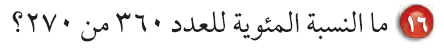 ١٦ ما النسبة المئوية للعدد ٣٦٠ من ٢٧٠؟